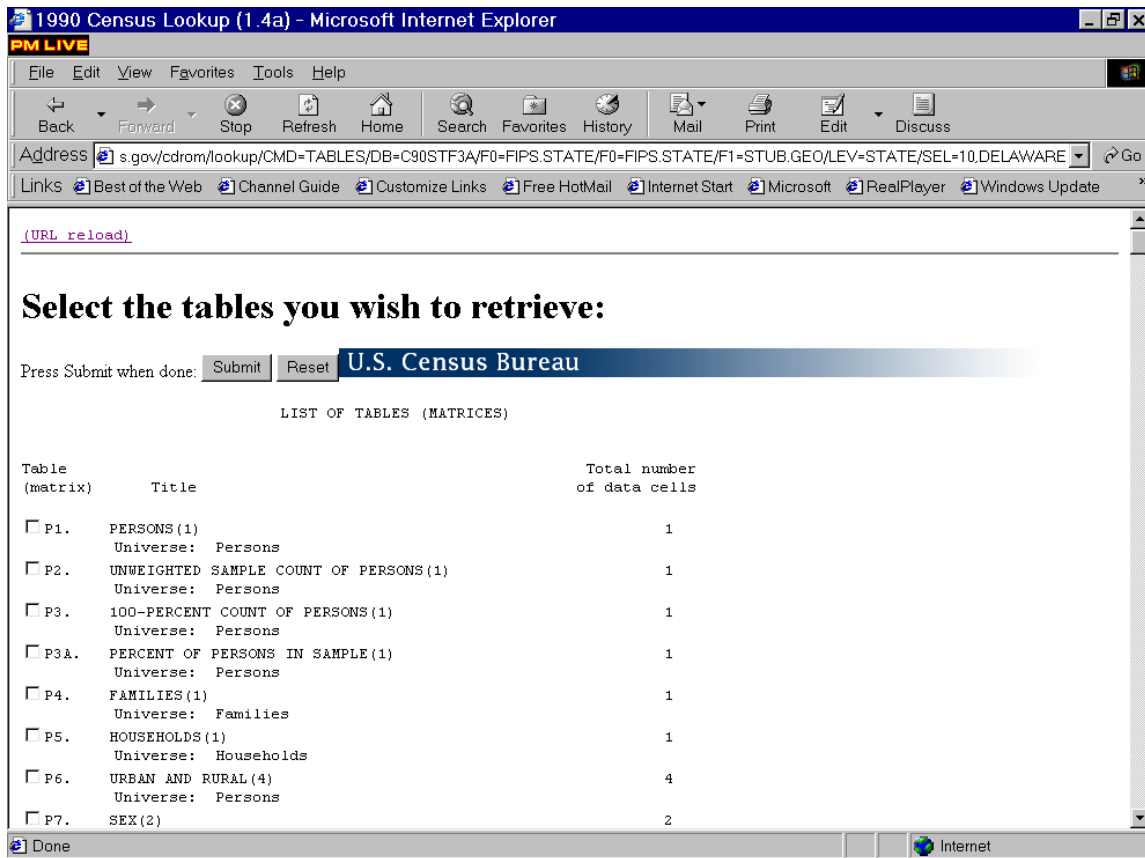 1990 Census Lookup (1.4a) - Microsoft Internet Explorer
PM LIVE
File Edit View Favorites Tools Help
Back Forward Stop Refresh Home Search Favorites History Mail Print Edit Discuss
Address s.gov/cdrom/lookup/CMD=TABLES/DB=C90STF3A/F0=FIPS.STATE/F0=FIPS.STATE/F1=STUB.GEO/LEV=STATE/SEL=10,DELAWARE Go
Links Best of the Web Channel Guide Customize Links Free HotMail Internet Start Microsoft RealPlayer Windows Update »
(URL reload)
Select the tables you wish to retrieve:
Press Submit when done: Submit Reset U.S. Census Bureau
LIST OF TABLES (MATRICES)
Table Total number
(matrix) Title of data cells
P1. PERSONS(1) 1
Universe: Persons
P2. UNWEIGHTED SAMPLE COUNT OF PERSONS(1) 1
Universe: Persons
P3. 100-PERCENT COUNT OF PERSONS(1) 1
Universe: Persons
P3A. PERCENT OF PERSONS IN SAMPLE(1) 1
Universe: Persons
P4. FAMILIES(1) 1
Universe: Families
P5. HOUSEHOLDS(1) 1
Universe: Households
P6. URBAN AND RURAL(4) 4
Universe: Persons
P7. SEX(2) 2
Done Internet